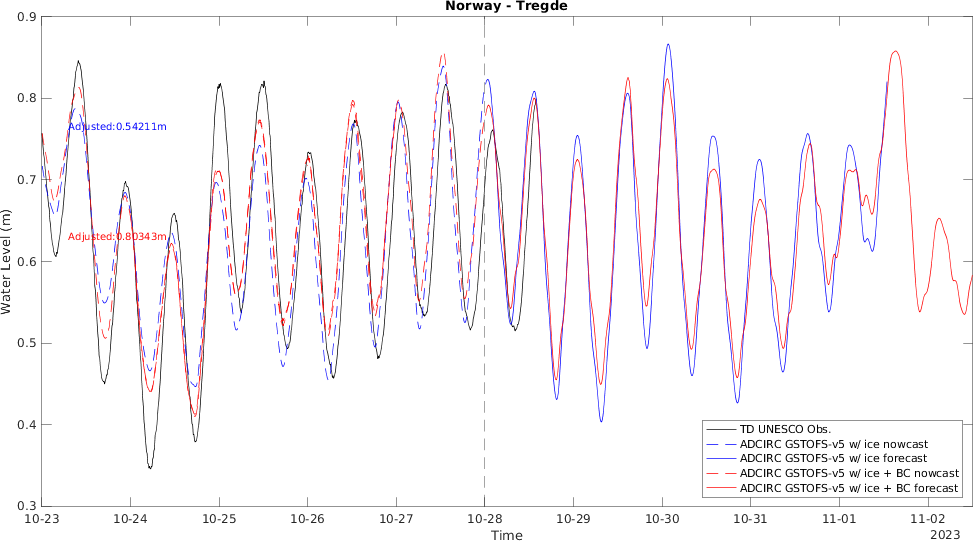 Norway - Tregde
0.9
0.8
0.7
0.6
0.5
0.4
0.3
Water Level (m)
Adjusted:0.54211m
Adjusted:0.80343m
TD UNESCO Obs.
ADCIRC GSTOFS-v5 w/ ice nowcast
ADCIRC GSTOFS-v5 w/ ice forecast
ADCIRC GSTOFS-v5 w/ ice + BC nowcast
ADCIRC GSTOFS-v5 w/ ice + BC forecast
10-23 10-24 10-25 10-26 10-27 10-28 10-29 10-30 10-31 11-01 11-02
Time
2023